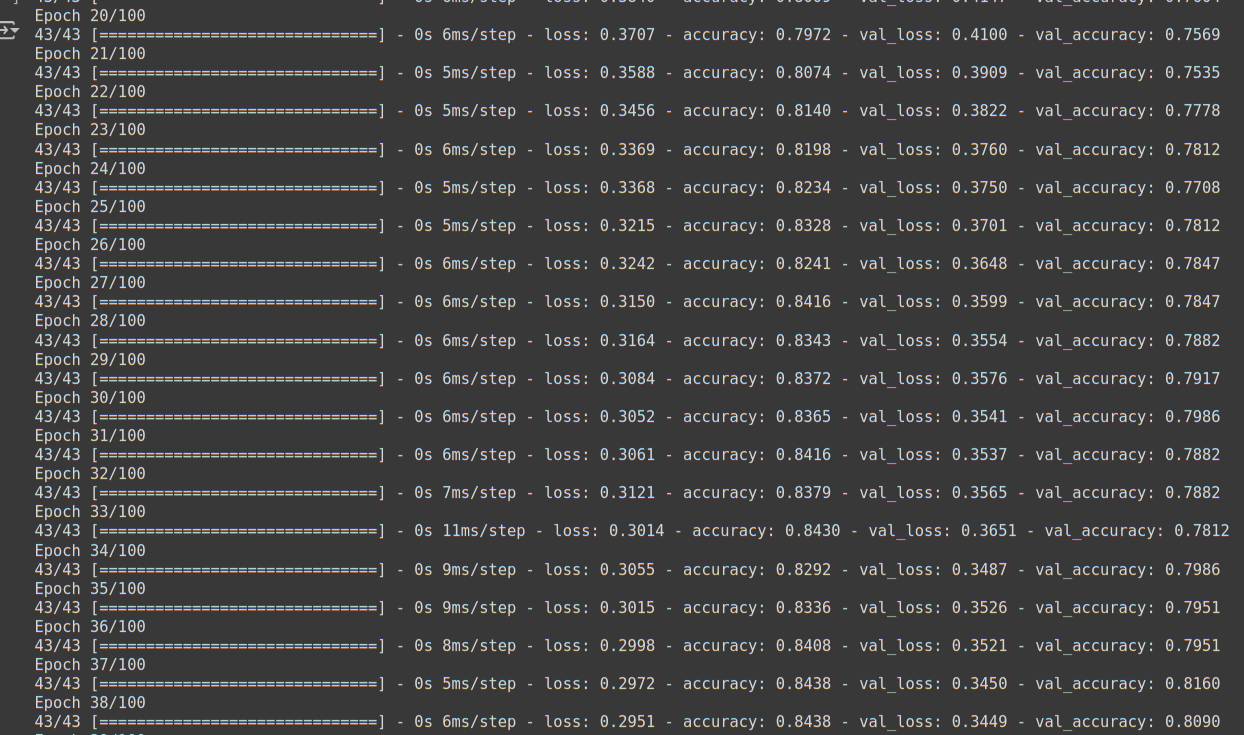 Epoch 20/100
43/43 [==============================] - 0s 6ms/step - loss: 0.3707 - accuracy: 0.7972 - val_loss: 0.4100 - val_accuracy: 0.7569
Epoch 21/100
43/43 [==============================] - 0s 5ms/step - loss: 0.3588 - accuracy: 0.8074 - val_loss: 0.3909 - val_accuracy: 0.7535
Epoch 22/100
43/43 [==============================] - 0s 5ms/step - loss: 0.3456 - accuracy: 0.8140 - val_loss: 0.3822 - val_accuracy: 0.7778
Epoch 23/100
43/43 [==============================] - 0s 6ms/step - loss: 0.3369 - accuracy: 0.8198 - val_loss: 0.3760 - val_accuracy: 0.7812
Epoch 24/100
43/43 [==============================] - 0s 5ms/step - loss: 0.3368 - accuracy: 0.8234 - val_loss: 0.3750 - val_accuracy: 0.7708
Epoch 25/100
43/43 [==============================] - 0s 5ms/step - loss: 0.3215 - accuracy: 0.8328 - val_loss: 0.3701 - val_accuracy: 0.7812
Epoch 26/100
43/43 [==============================] - 0s 6ms/step - loss: 0.3242 - accuracy: 0.8241 - val_loss: 0.3648 - val_accuracy: 0.7847
Epoch 27/100
43/43 [==============================] - 0s 6ms/step - loss: 0.3150 - accuracy: 0.8416 - val_loss: 0.3599 - val_accuracy: 0.7847
Epoch 28/100
43/43 [==============================] - 0s 6ms/step - loss: 0.3164 - accuracy: 0.8343 - val_loss: 0.3554 - val_accuracy: 0.7882
Epoch 29/100
43/43 [==============================] - 0s 6ms/step - loss: 0.3084 - accuracy: 0.8372 - val_loss: 0.3576 - val_accuracy: 0.7917
Epoch 30/100
43/43 [==============================] - 0s 6ms/step - loss: 0.3052 - accuracy: 0.8365 - val_loss: 0.3541 - val_accuracy: 0.7986
Epoch 31/100
43/43 [==============================] - 0s 6ms/step - loss: 0.3061 - accuracy: 0.8416 - val_loss: 0.3537 - val_accuracy: 0.7882
Epoch 32/100
43/43 [==============================] - 0s 7ms/step - loss: 0.3121 - accuracy: 0.8379 - val_loss: 0.3565 - val_accuracy: 0.7882
Epoch 33/100
43/43 [==============================] - 0s 11ms/step - loss: 0.3014 - accuracy: 0.8430 - val_loss: 0.3651 - val_accuracy: 0.7812
Epoch 34/100
43/43 [==============================] - 0s 9ms/step - loss: 0.3055 - accuracy: 0.8292 - val_loss: 0.3487 - val_accuracy: 0.7986
Epoch 35/100
43/43 [==============================] - 0s 9ms/step - loss: 0.3015 - accuracy: 0.8336 - val_loss: 0.3526 - val_accuracy: 0.7951
Epoch 36/100
43/43 [==============================] - 0s 8ms/step - loss: 0.2998 - accuracy: 0.8408 - val_loss: 0.3521 - val_accuracy: 0.7951
Epoch 37/100
43/43 [==============================] - 0s 5ms/step - loss: 0.2972 - accuracy: 0.8438 - val_loss: 0.3450 - val_accuracy: 0.8160
Epoch 38/100
43/43 [==============================] - 0s 6ms/step - loss: 0.2951 - accuracy: 0.8438 - val_loss: 0.3449 - val_accuracy: 0.8090